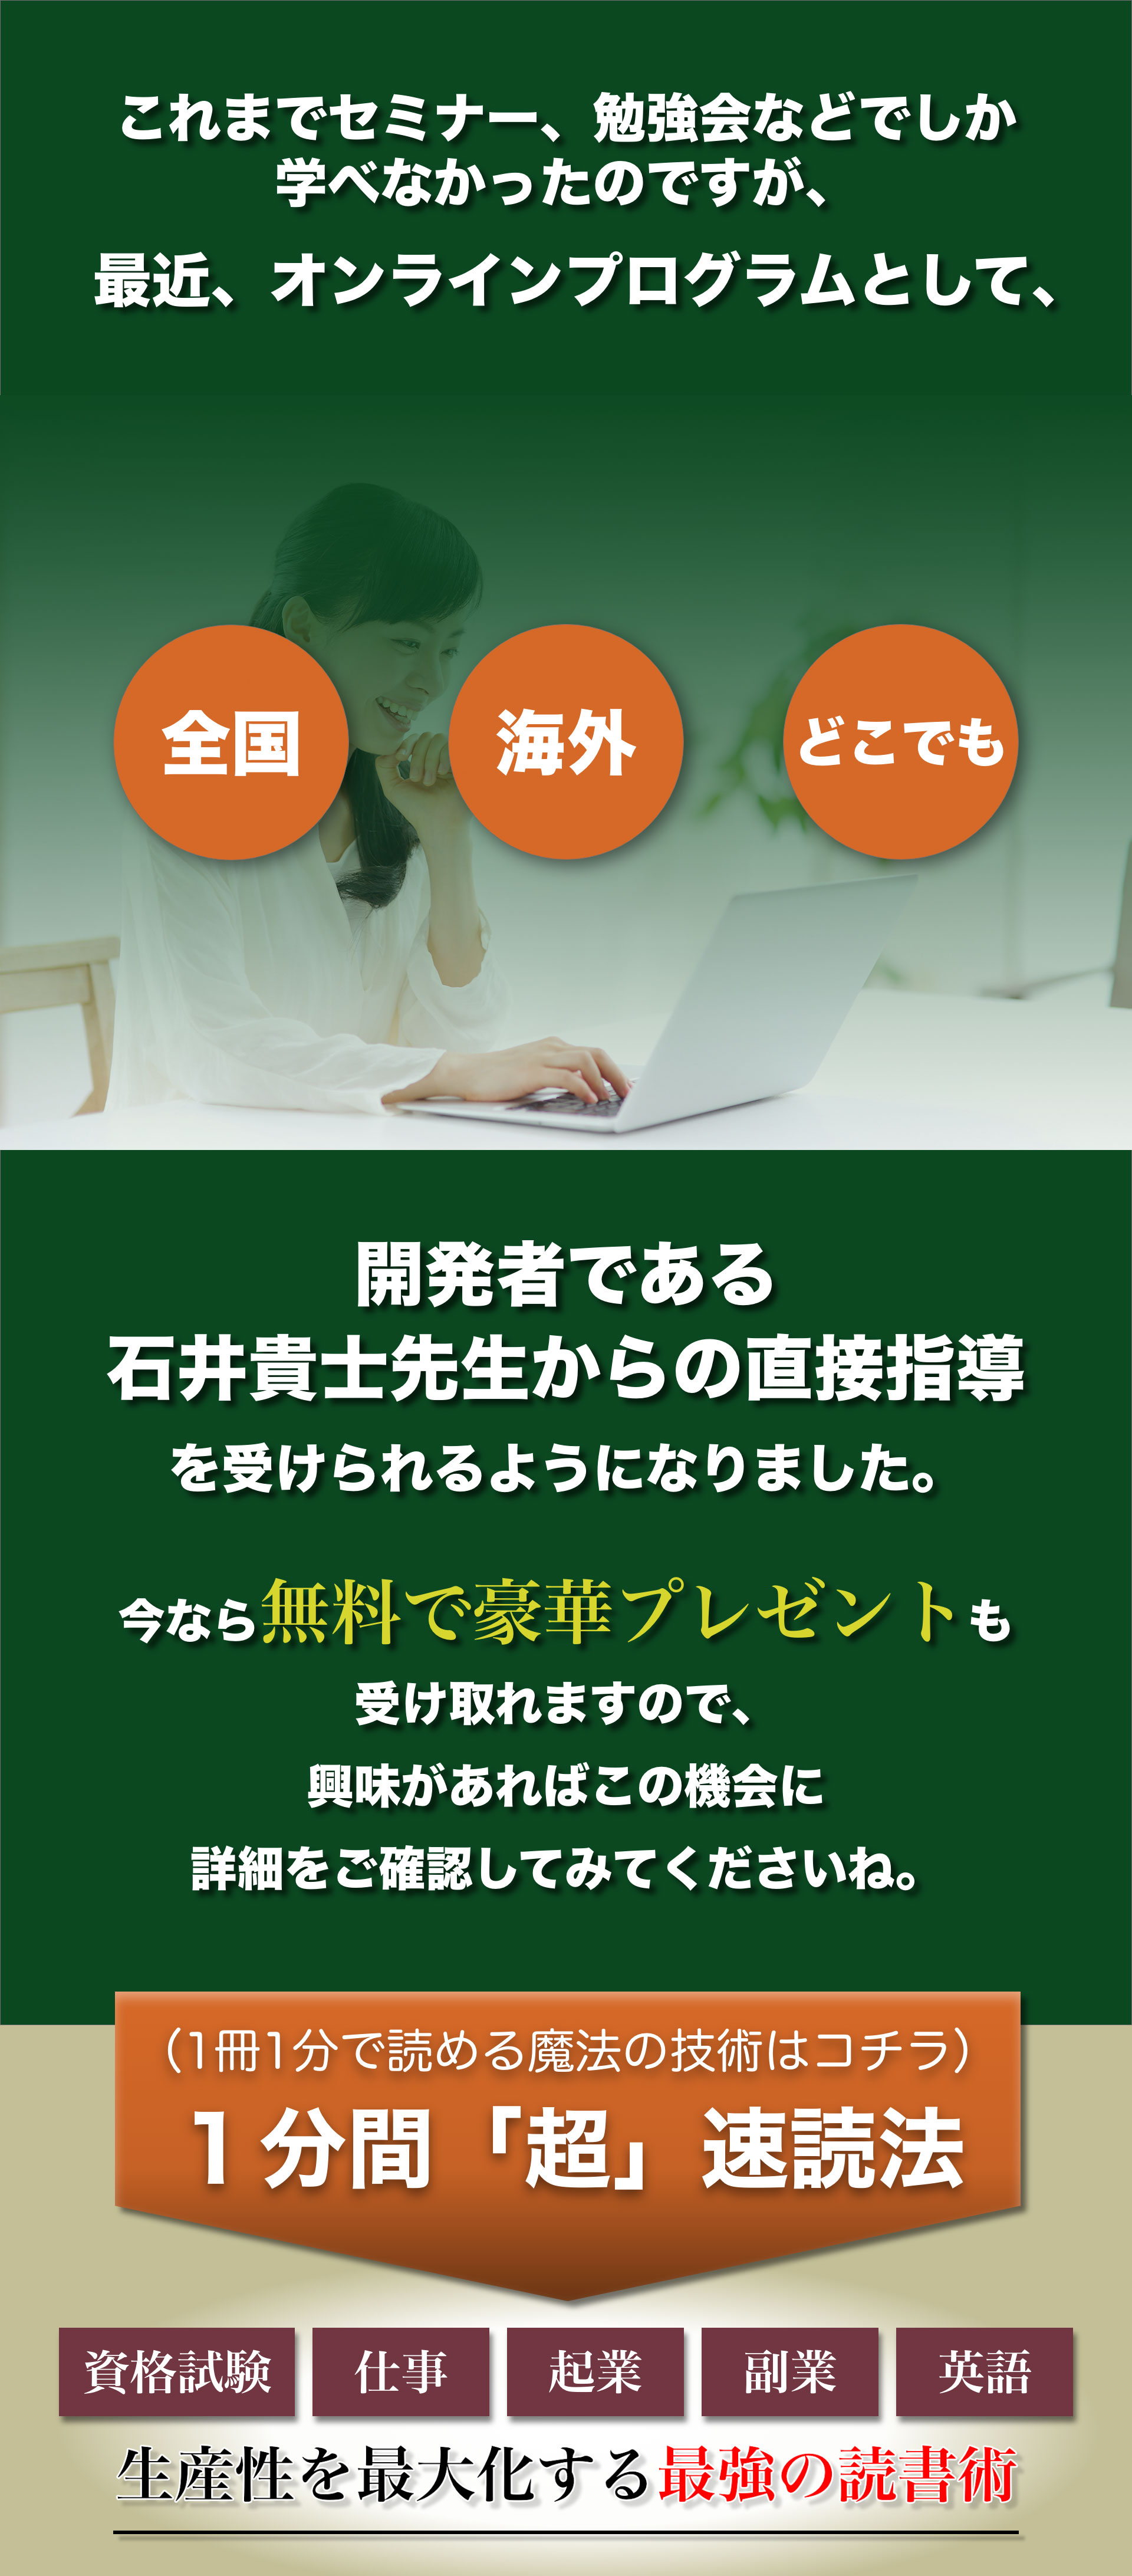 これまでセミナー、勉強会などでしか
学べなかったのですが、
最近、オンラインプログラムとして、
全国
海外
どこでも
開発者である
石井貴士先生からの直接指導
を受けられるようになりました。
今なら無料で豪華プレゼントも
受け取れますので、
興味があればこの機会に
詳細をご確認してみてくださいね。
（1冊1分で読める魔法の技術はコチラ）
１分間「超」速読法
資格試験
仕事
起業
副業
英語
生産性を最大化する最強の読書術